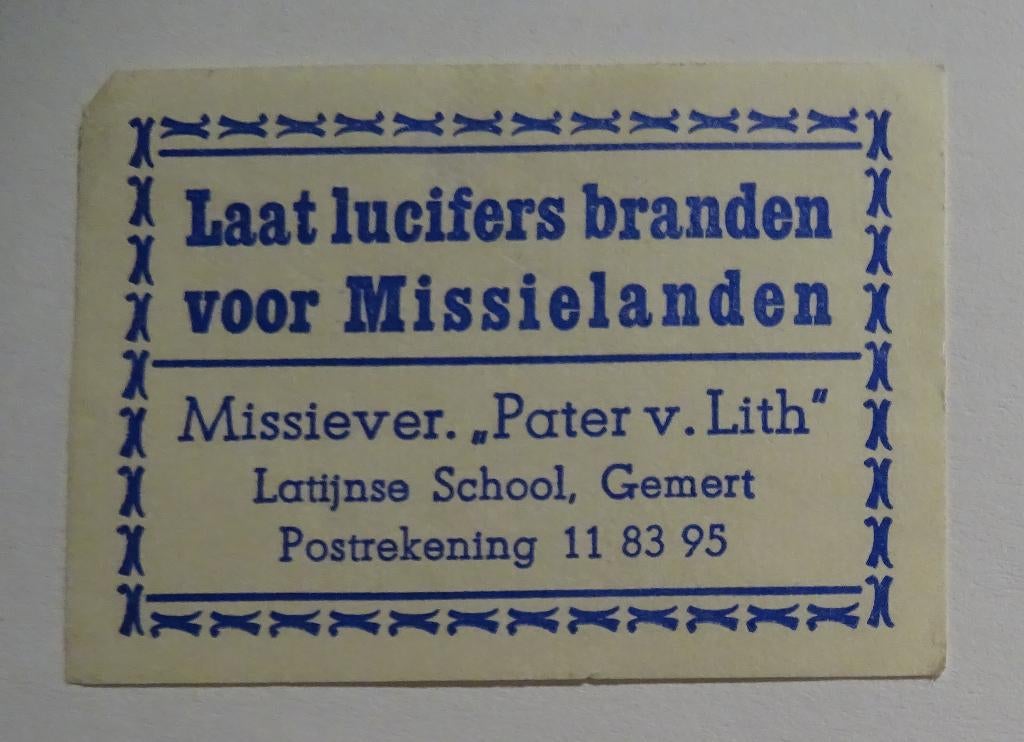 Laat lucifers branden
voor Missielanden
Missiever. „Pater v. Lith”
Latijnse School, Gemert
Postrekening 11 83 95